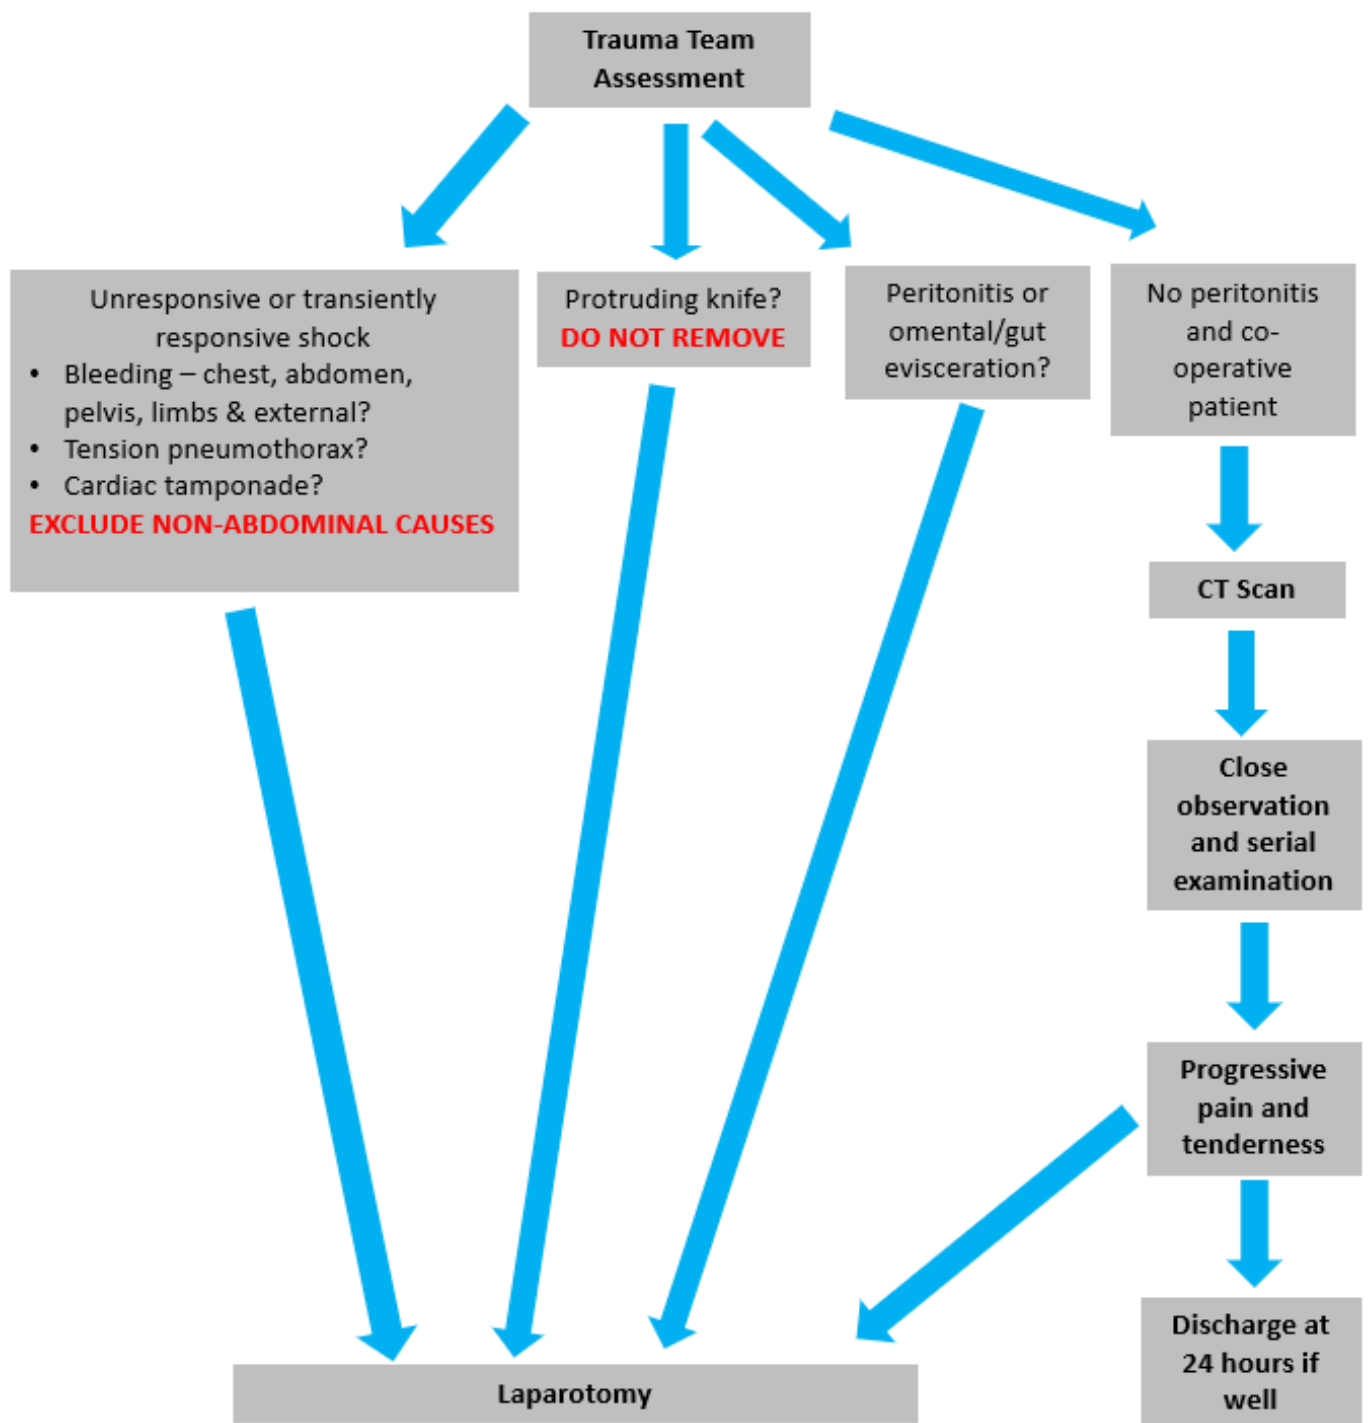 Trauma Team
Assessment
Unresponsive or transiently
responsive shock
• Bleeding – chest, abdomen,
pelvis, limbs & external?
• Tension pneumothorax?
• Cardiac tamponade?
EXCLUDE NON-ABDOMINAL CAUSES
Protruding knife?
DO NOT REMOVE
Peritonitis or
omental/gut
evisceration?
No peritonitis
and co-
operative
patient
CT Scan
Close
observation
and serial
examination
Progressive
pain and
tenderness
Discharge at
24 hours if
well
Laparotomy